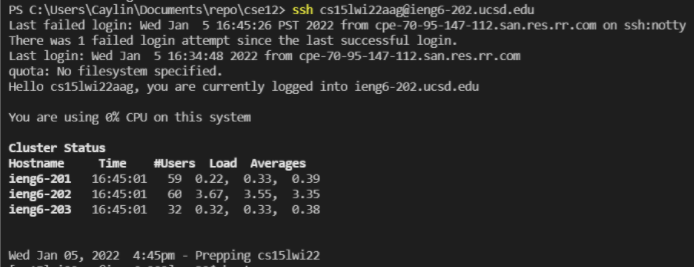 PS C:\Users\Caylin\Documents\repo\cse12> ssh cs15lwi22aag@ieng6-202.ucsd.edu
Last failed login: Wed Jan  5 16:45:26 PST 2022 from cpe-70-95-147-112.san.res.rr.com on ssh:notty
There was 1 failed login attempt since the last successful login.
Last login: Wed Jan  5 16:34:48 2022 from cpe-70-95-147-112.san.res.rr.com
quota: No filesystem specified.
Hello cs15lwi22aag, you are currently logged into ieng6-202.ucsd.edu
You are using 0% CPU on this system
Cluster Status
Hostname     Time    #Users  Load  Averages
ieng6-201   16:45:01   59  0.22,  0.33,  0.39
ieng6-202   16:45:01   60  3.67,  3.55,  3.35
ieng6-203   16:45:01   32  0.32,  0.33,  0.38
Wed Jan 05, 2022  4:45pm - Prepping cs15lwi22